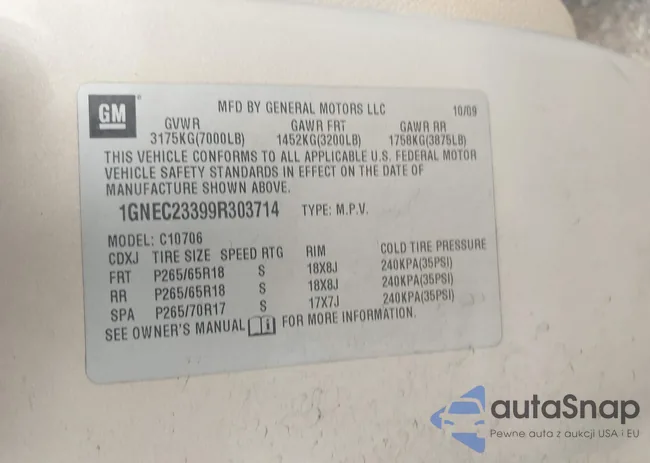 GM
MFD BY GENERAL MOTORS LLC 10/09
GVWR GAWR FRT GAWR RR
3175KG(7000LB) 1452KG(3200LB) 1758KG(3875LB)
THIS VEHICLE CONFORMS TO ALL APPLICABLE U.S. FEDERAL MOTOR
VEHICLE SAFETY STANDARDS IN EFFECT ON THE DATE OF
MANUFACTURE SHOWN ABOVE.
1GNEC23399R303714 TYPE: M.P.V.
MODEL: C10706
CDXJ TIRE SIZE SPEED RTG RIM COLD TIRE PRESSURE
FRT P265/65R18 S 18X8J 240KPA(35PSI)
RR P265/65R18 S 18X8J 240KPA(35PSI)
SPA P265/70R17 S 17X7J 240KPA(35PSI)
SEE OWNER'S MANUAL FOR MORE INFORMATION.
autaSnap
Pewne auta z aukcji USA i EU